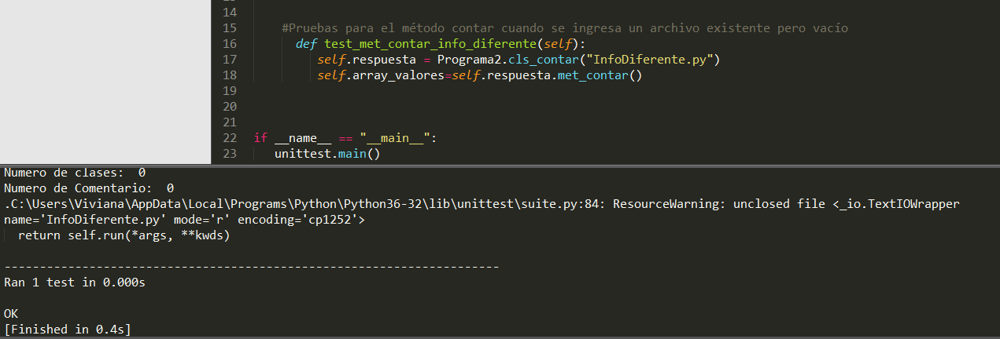 14
15 #Pruebas para el método contar cuando se ingresa un archivo existente pero vacío
16 def test_met_contar_info_diferente(self):
17 self.respuesta = Programa2.cls_contar("InfoDiferente.py")
18 self.array_valores=self.respuesta.met_contar()
19
20
21
22 if __name__ == "__main__":
23 unittest.main()
Numero de clases:  0
Numero de Comentario:  0
.C:\Users\Viviana\AppData\Local\Programs\Python\Python36-32\lib\unittest\suite.py:84: ResourceWarning: unclosed file <_io.TextIOWrapper
name='InfoDiferente.py' mode='r' encoding='cp1252'>
return self.run(*args, **kwds)
----------------------------------------------------------------------
Ran 1 test in 0.000s
OK
[Finished in 0.4s]